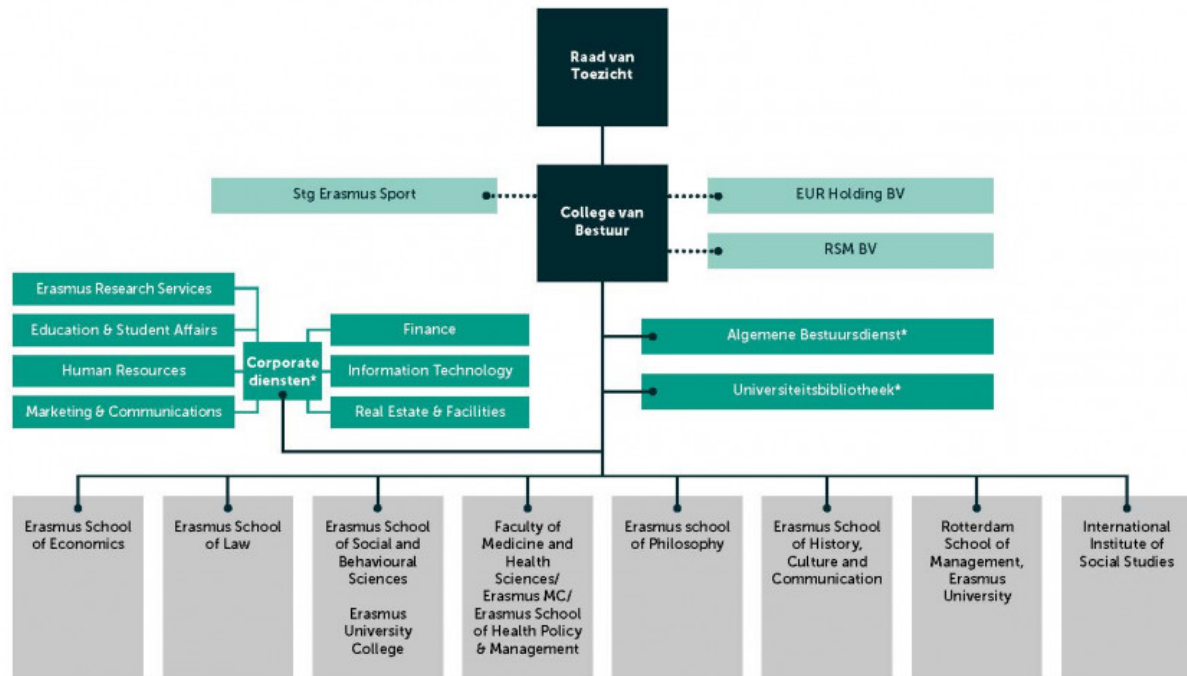 Raad van
Toezicht
Stg Erasmus Sport
College van
Bestuur
EUR Holding BV
RSM BV
Erasmus Research Services
Education & Student Affairs
Human Resources
Marketing & Communications
Corporate
diensten*
Finance
Information Technology
Real Estate & Facilities
Algemene Bestuursdienst*
Universiteitsbibliotheek*
Erasmus School
of Economics
Erasmus School
of Law
Erasmus School
of Social and
Behavioural
Sciences
Erasmus
University
College
Faculty of
Medicine and
Health
Sciences/
Erasmus MC/
Erasmus School
of Health Policy
& Management
Erasmus school
of Philosophy
Erasmus School
of History,
Culture and
Communication
Rotterdam
School of
Management,
Erasmus
University
International
Institute of
Social Studies